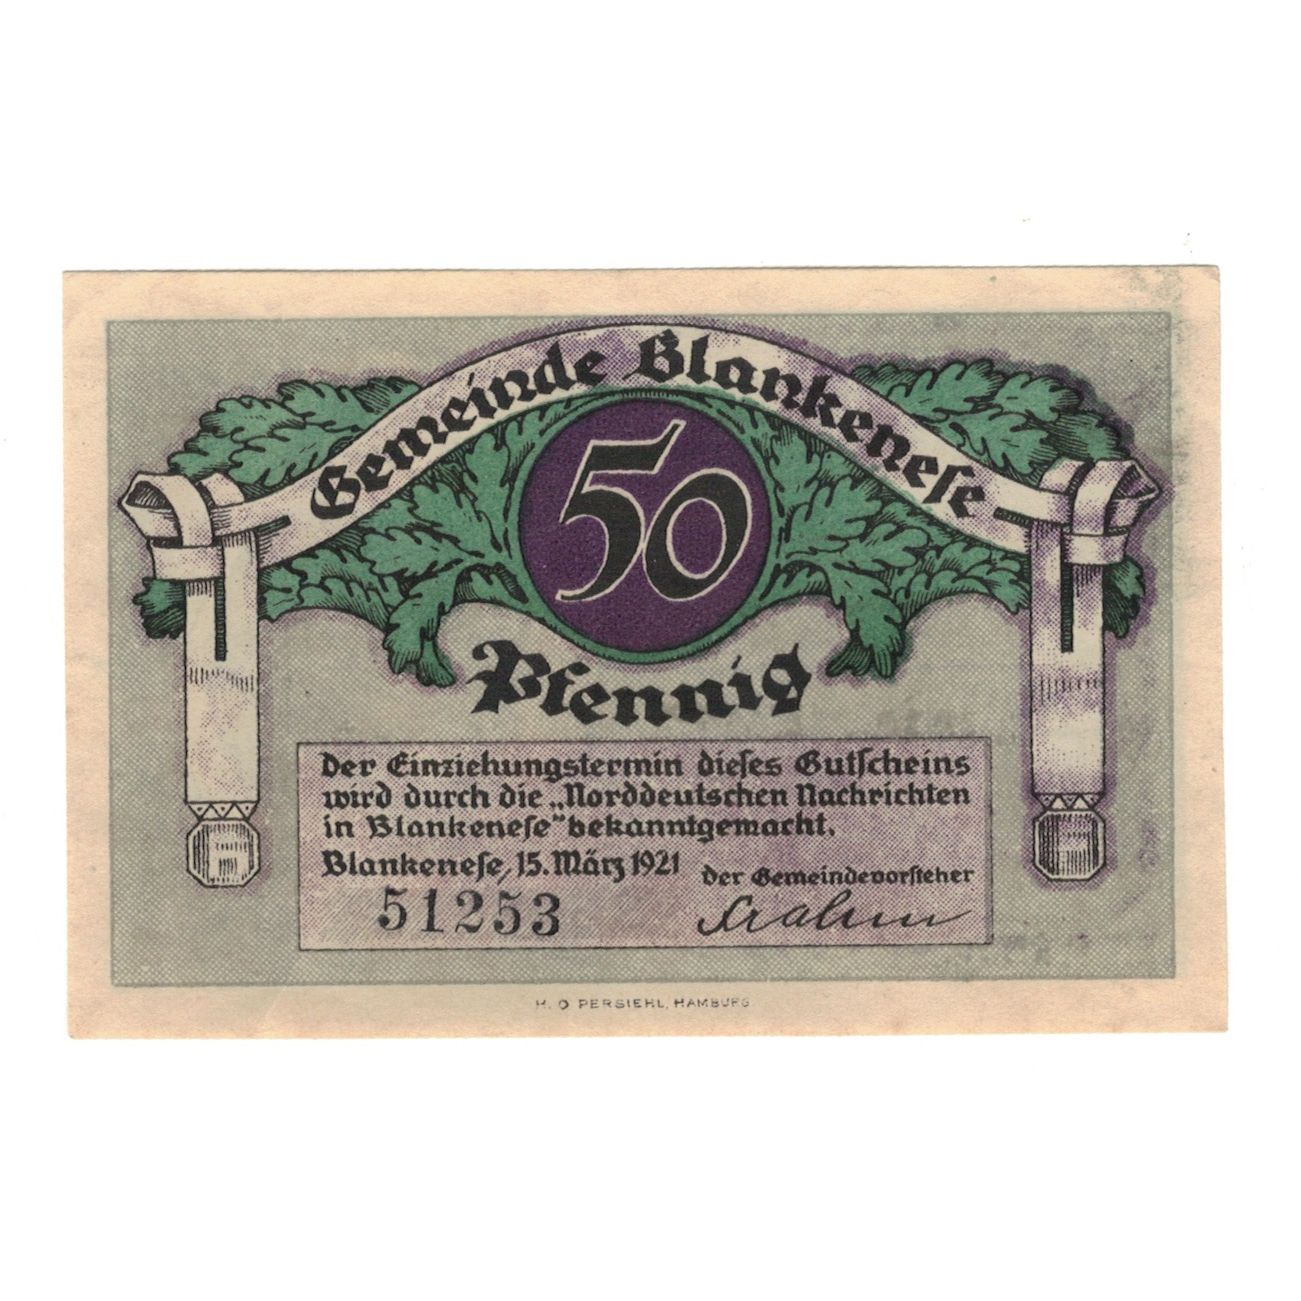 Gemeinde Blankenese
50
Pfennig
Der Einziehungstermin dieses Gutscheins
wird durch die „Norddeutschen Nachrichten
in Blankenese" bekanntgemacht.
Blankenese, 15. März 1921
Der Gemeindevorsteher
51253
H. O PERSIEHL, HAMBURG.